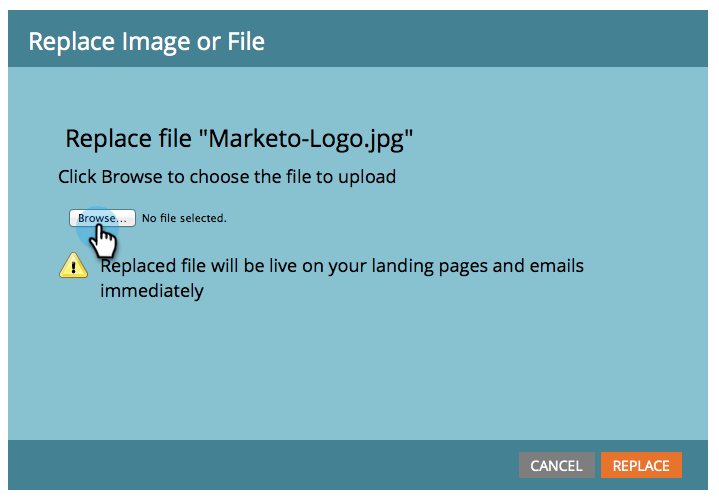 Replace Image or File
Replace file "Marketo-Logo.jpg"
Click Browse to choose the file to upload
Browse... No file selected.
Replaced file will be live on your landing pages and emails
immediately
CANCEL REPLACE